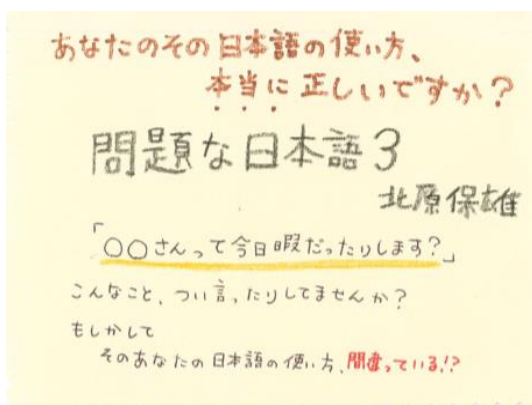 あなたのその日本語の使い方、
本当に正しいですか?
問題な日本語3
北原保雄
「○○さんって今日暇だったりします?」
こんなこと、つい言ったりしてませんか?
もしかして
そのあなたの日本語の使い方、間違っている!?